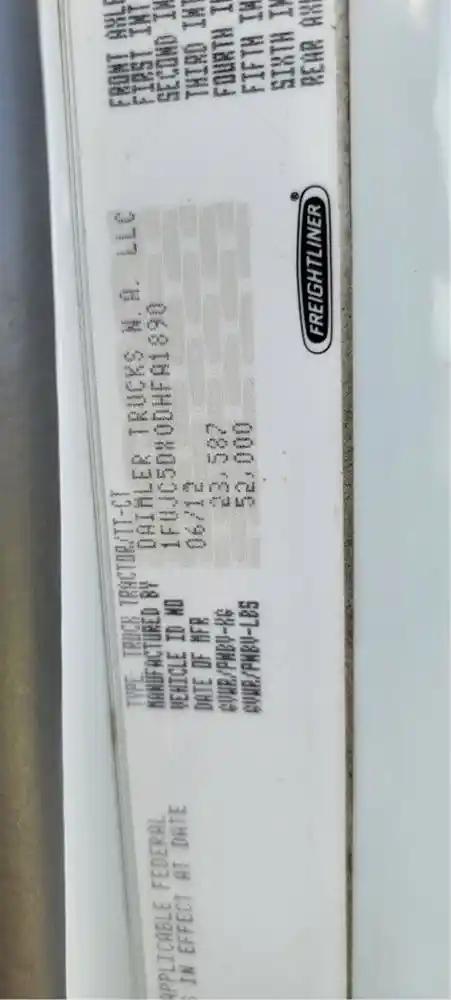 APPLICABLE FEDERAL
S IN EFFECT AT DATE
TYPE TRUCK TRACTOR/TT-CT
MANUFACTURED BY DAIMLER TRUCKS N.A. LLC
VEHICLE ID NO 1FUJC5DX0DHFA1890
DATE OF MFR 06/12
GVWR/PNBV-KG 23,587
GVWR/PNBV-LBS 52,000
FRONT AXLE
FIRST INT
SECOND IN
THIRD INT
FOURTH I
FIFTH IN
SIXTH IN
REAR AX
FREIGHTLINER®